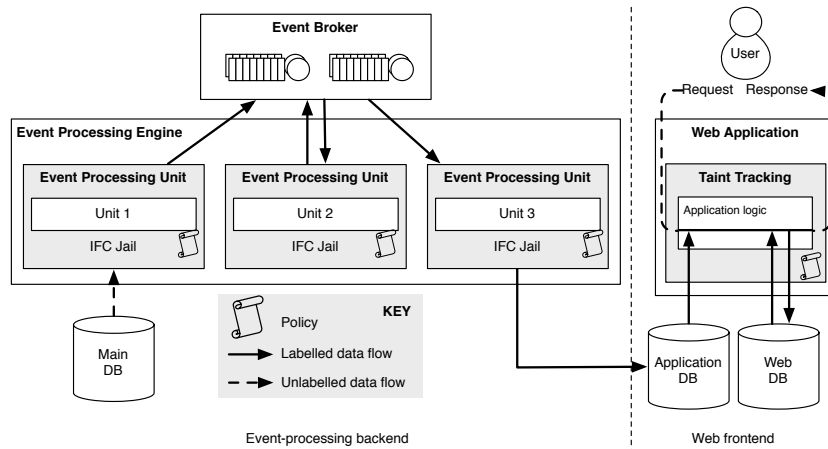 Event Broker
User
Request Response
Event Processing Engine
Web Application
Event Processing Unit
Unit 1
IFC Jail
Event Processing Unit
Unit 2
IFC Jail
Event Processing Unit
Unit 3
IFC Jail
Taint Tracking
Application logic
Main
DB
KEY
Policy
Labelled data flow
Unlabelled data flow
Application
DB
Web
DB
Event-processing backend
Web frontend